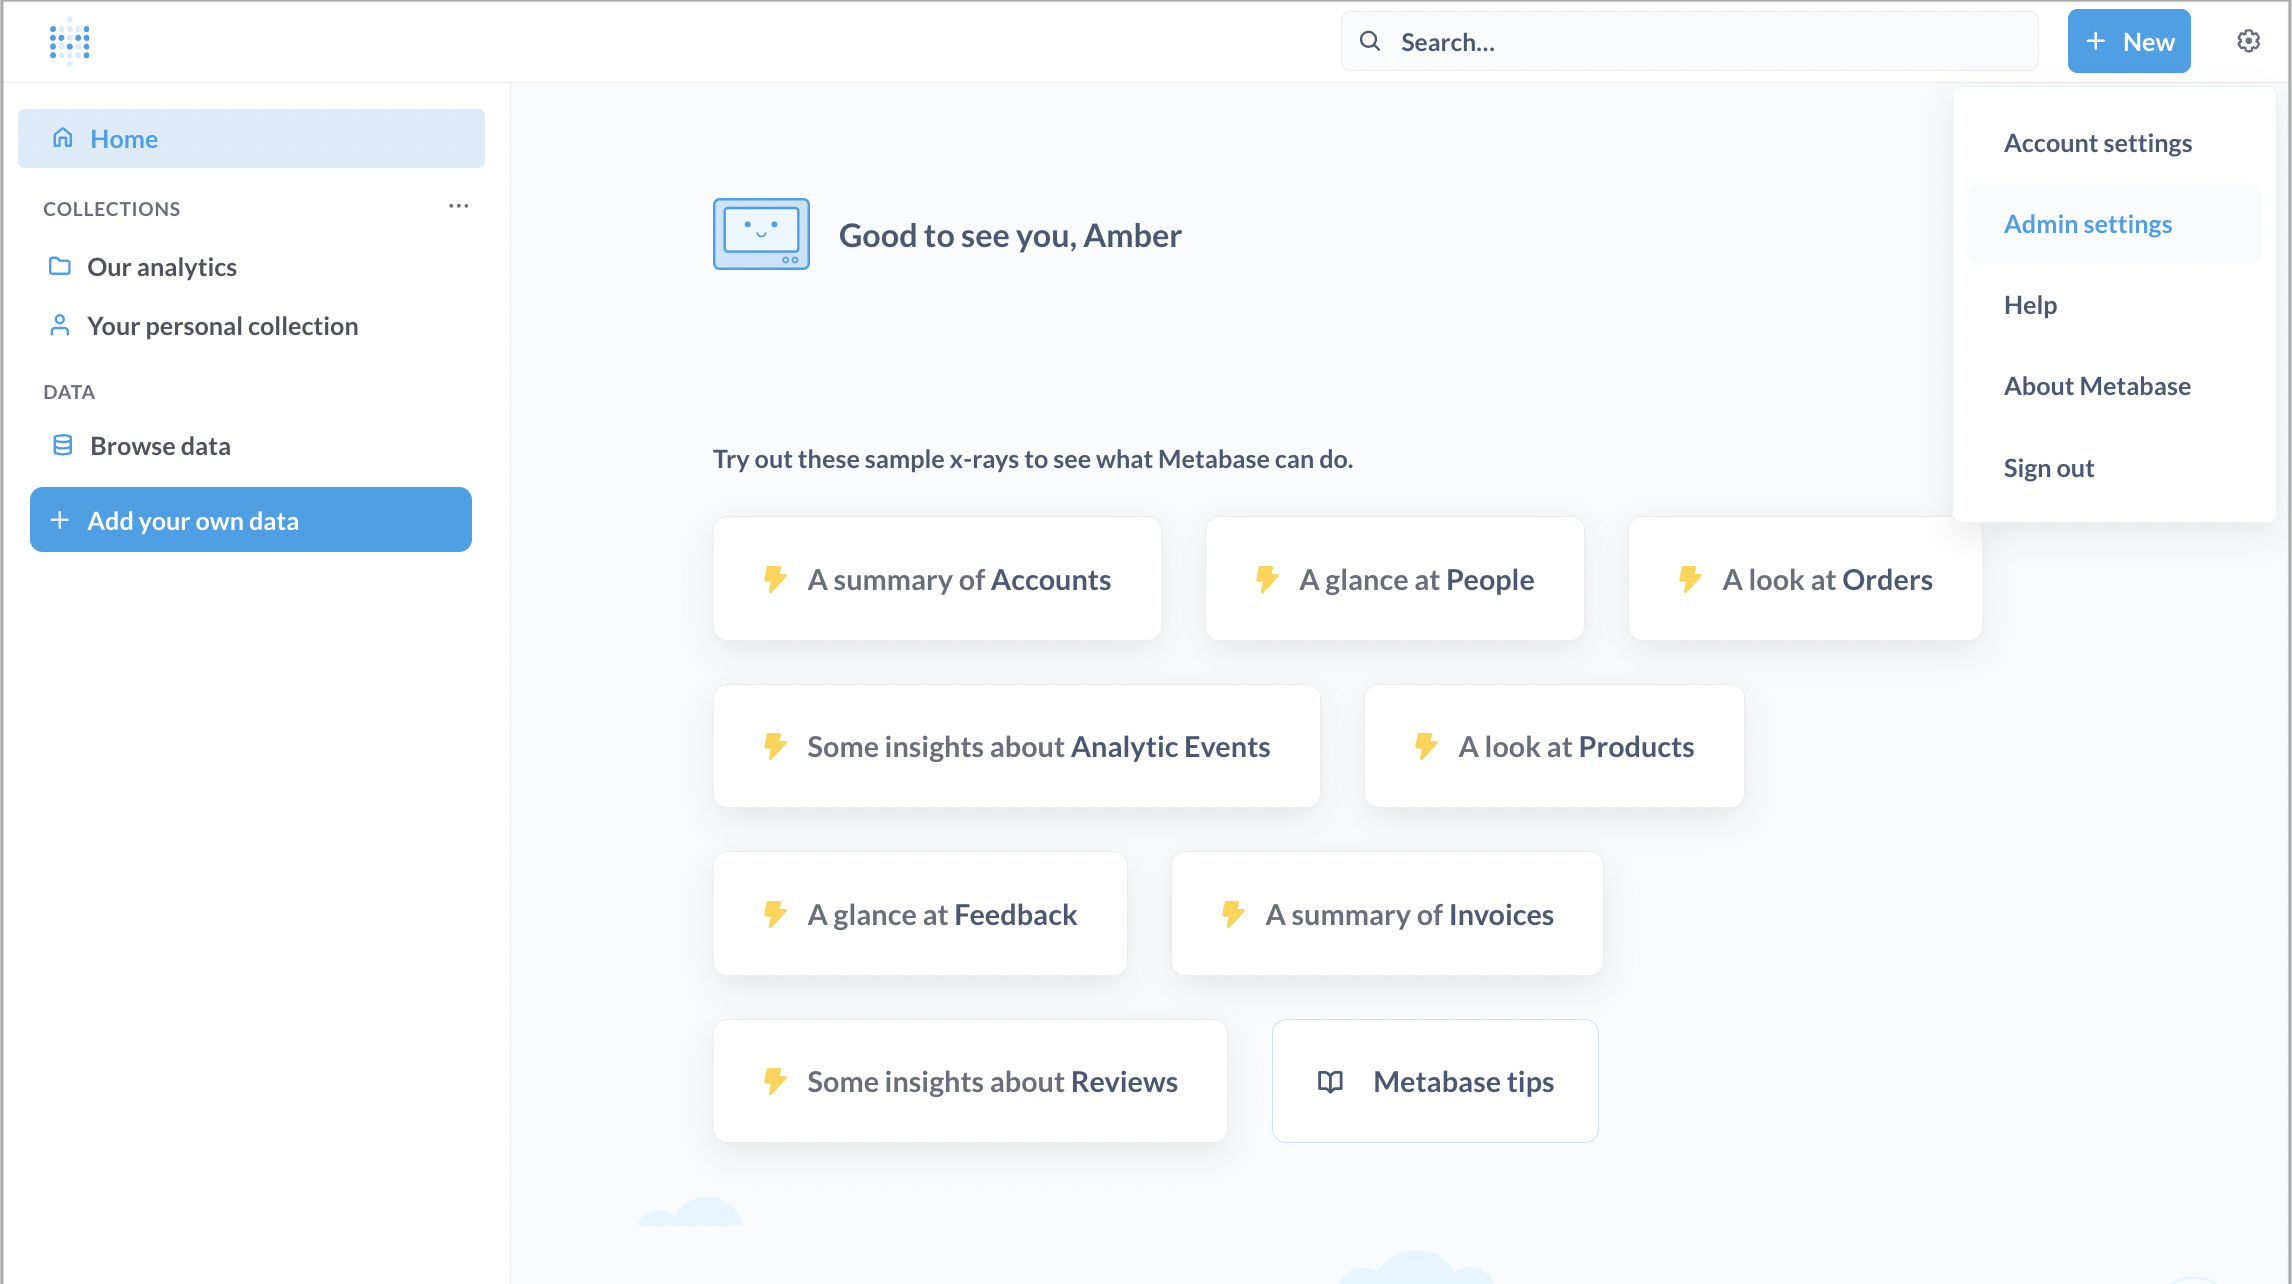 Search...
+ New
Home
COLLECTIONS
Our analytics
Your personal collection
DATA
Browse data
+ Add your own data
Account settings
Admin settings
Help
About Metabase
Sign out
Good to see you, Amber
Try out these sample x-rays to see what Metabase can do.
A summary of Accounts
A glance at People
A look at Orders
Some insights about Analytic Events
A look at Products
A glance at Feedback
A summary of Invoices
Some insights about Reviews
Metabase tips